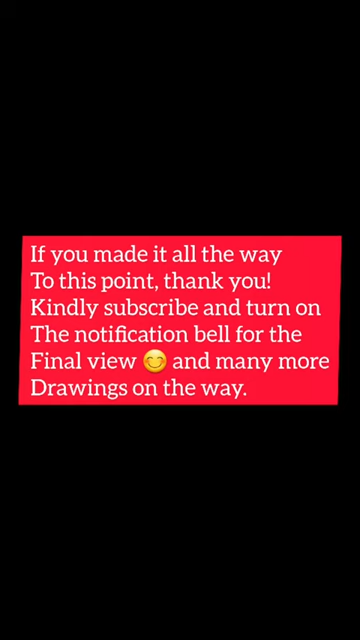 If you made it all the way
To this point, thank you!
Kindly subscribe and turn on
The notification bell for the
Final view 😊 and many more
Drawings on the way.